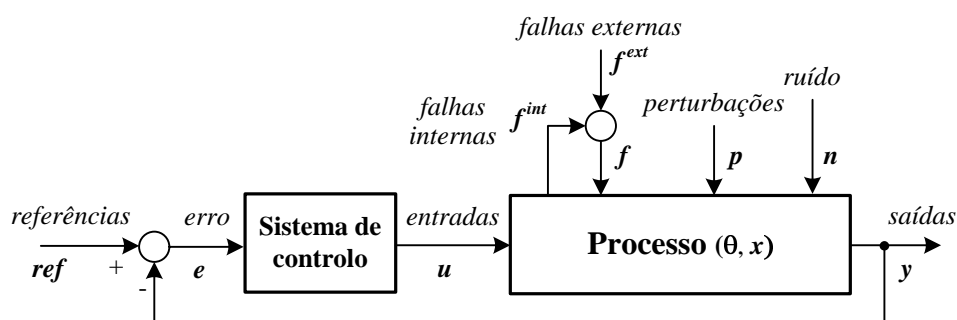 falhas externas
f^ext
ruído
falhas
internas
f^int
perturbações
f
p
n
referências
erro
Sistema de
controlo
entradas
Processo (θ, x)
saídas
ref
+
-
e
u
y